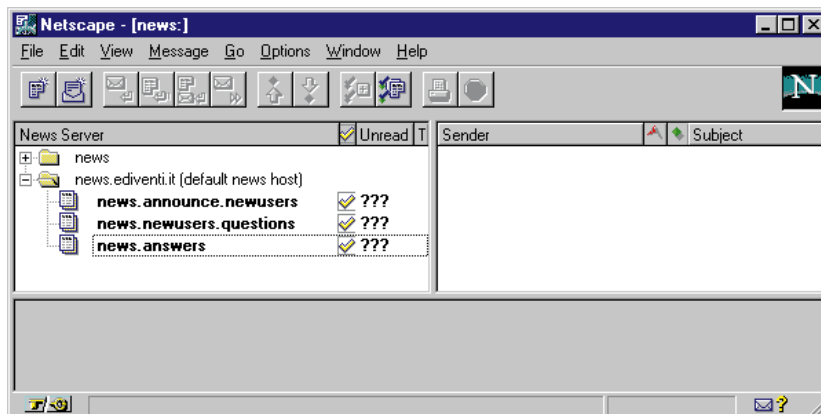 Netscape - [news:]
File Edit View Message Go Options Window Help
N
News Server Unread T Sender Subject
news
news.ediventi.it (default news host)
news.announce.newusers ???
news.newusers.questions ???
news.answers ???
?